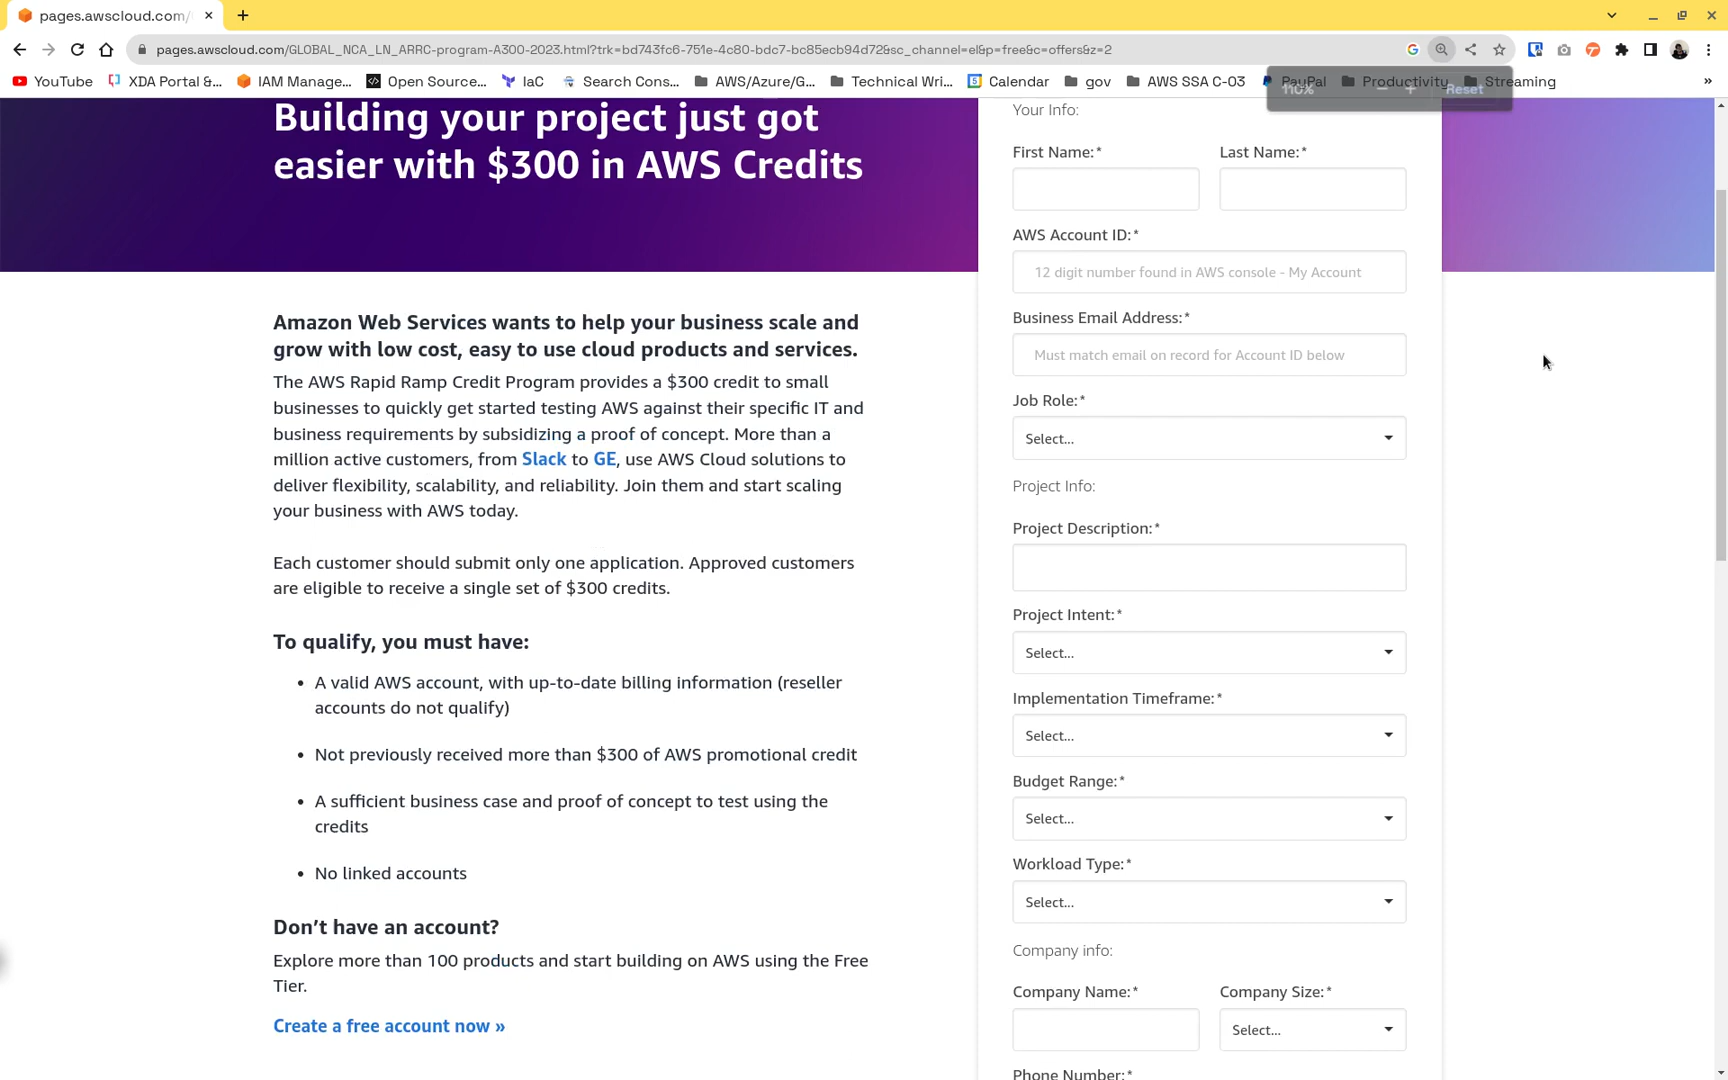 pages.awscloud.com/
pages.awscloud.com/GLOBAL_NCA_LN_ARRC-program-A300-2023.html?trk=bd743fc6-751e-4c80-bdc7-bc85ecb94d72&sc_channel=el&p=free&c=offers&z=2
YouTube
XDA Portal &...
IAM Manage...
Open Source...
IaC
Search Cons...
AWS/Azure/G...
Technical Wri...
Calendar
gov
AWS SSA C-03
PayPal
Productivity
Streaming
»
110%
Reset
Building your project just got
easier with $300 in AWS Credits
Amazon Web Services wants to help your business scale and
grow with low cost, easy to use cloud products and services.
The AWS Rapid Ramp Credit Program provides a $300 credit to small
businesses to quickly get started testing AWS against their specific IT and
business requirements by subsidizing a proof of concept. More than a
million active customers, from Slack to GE, use AWS Cloud solutions to
deliver flexibility, scalability, and reliability. Join them and start scaling
your business with AWS today.
Each customer should submit only one application. Approved customers
are eligible to receive a single set of $300 credits.
To qualify, you must have:
• A valid AWS account, with up-to-date billing information (reseller
accounts do not qualify)
• Not previously received more than $300 of AWS promotional credit
• A sufficient business case and proof of concept to test using the
credits
• No linked accounts
Don’t have an account?
Explore more than 100 products and start building on AWS using the Free
Tier.
Create a free account now »
Your Info:
First Name:*
Last Name:*
AWS Account ID:*
12 digit number found in AWS console - My Account
Business Email Address:*
Must match email on record for Account ID below
Job Role:*
Select...
Project Info:
Project Description:*
Project Intent:*
Select...
Implementation Timeframe:*
Select...
Budget Range:*
Select...
Workload Type:*
Select...
Company info:
Company Name:*
Company Size:*
Select...
Phone Number:*